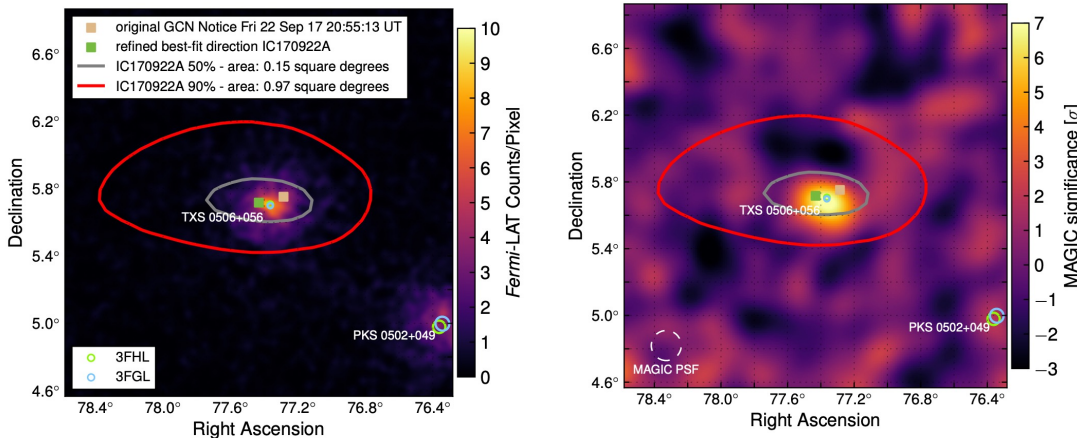 original GCN Notice Fri 22 Sep 17 20:55:13 UT
refined best-fit direction IC170922A
IC170922A 50% - area: 0.15 square degrees
IC170922A 90% - area: 0.97 square degrees
6.6°
6.2°
5.8°
5.4°
5.0°
4.6°
Declination
TXS 0506+056
PKS 0502+049
3FHL
3FGL
78.4°
78.0°
77.6°
77.2°
76.8°
76.4°
Right Ascension
10
9
8
7
6
5
4
3
2
1
0
Fermi-LAT Counts/Pixel
6.6°
6.2°
5.8°
5.4°
5.0°
4.6°
Declination
TXS 0506+056
PKS 0502+049
MAGIC PSF
78.4°
78.0°
77.6°
77.2°
76.8°
76.4°
Right Ascension
7
6
5
4
3
2
1
0
−1
−2
−3
MAGIC significance [σ]